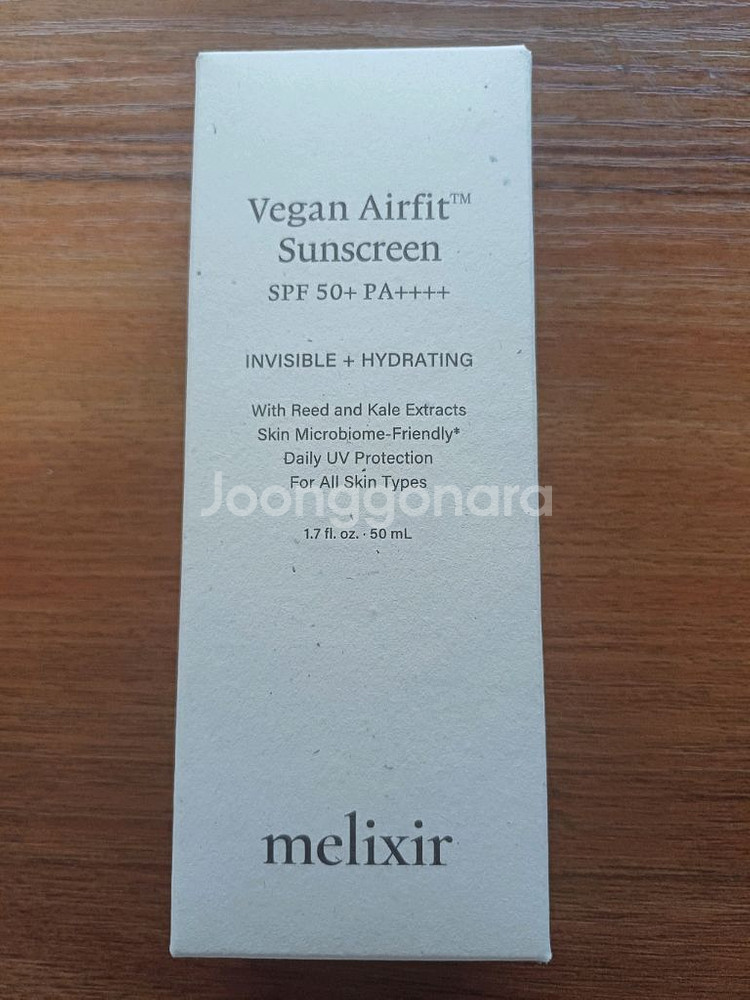 Vegan Airfit™
Sunscreen
SPF 50+ PA++++
INVISIBLE + HYDRATING
With Reed and Kale Extracts
Skin Microbiome-Friendly*
Daily UV Protection
For All Skin Types
Joonggonara
1.7 fl. oz. · 50 mL
melixir